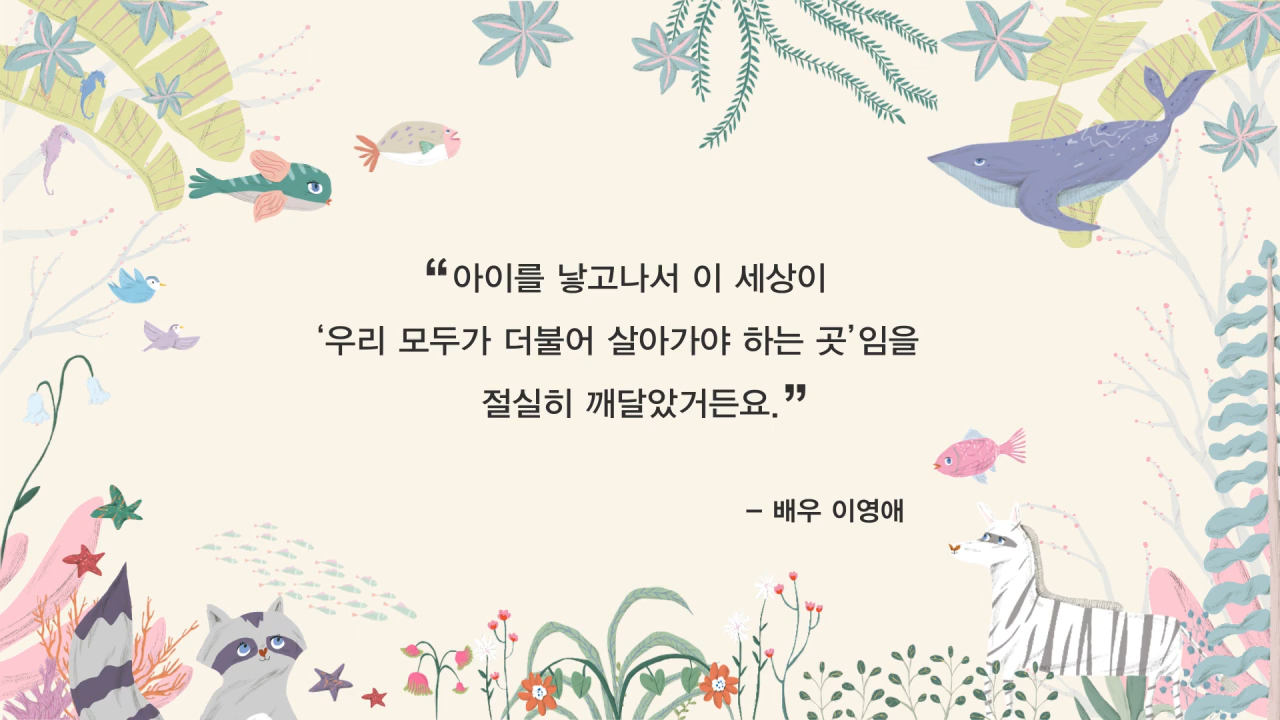 “아이를 낳고나서 이 세상이
‘우리 모두가 더불어 살아가야 하는 곳’임을
절실히 깨달았거든요.”
– 배우 이영애